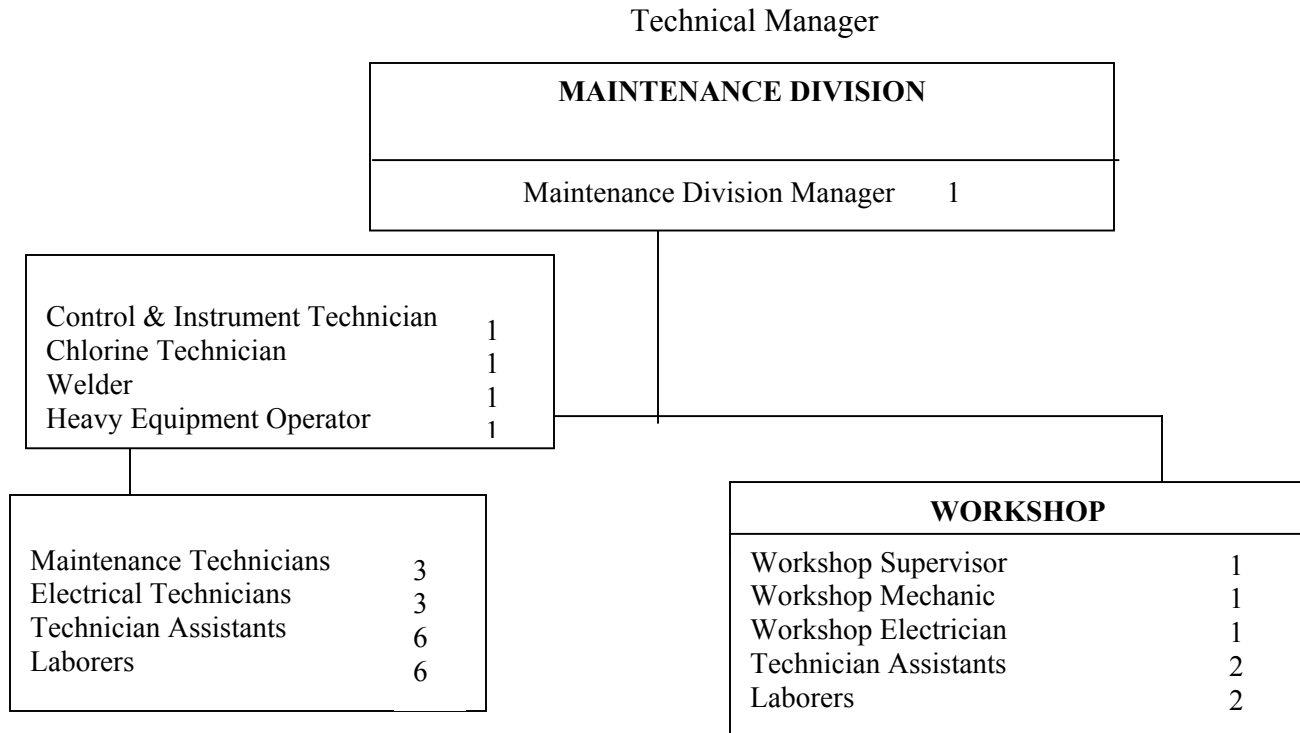 Technical Manager
MAINTENANCE DIVISION
Maintenance Division Manager 1
Control & Instrument Technician 1
Chlorine Technician 1
Welder 1
Heavy Equipment Operator 1
Maintenance Technicians 3
Electrical Technicians 3
Technician Assistants 6
Laborers 6
WORKSHOP
Workshop Supervisor 1
Workshop Mechanic 1
Workshop Electrician 1
Technician Assistants 2
Laborers 2